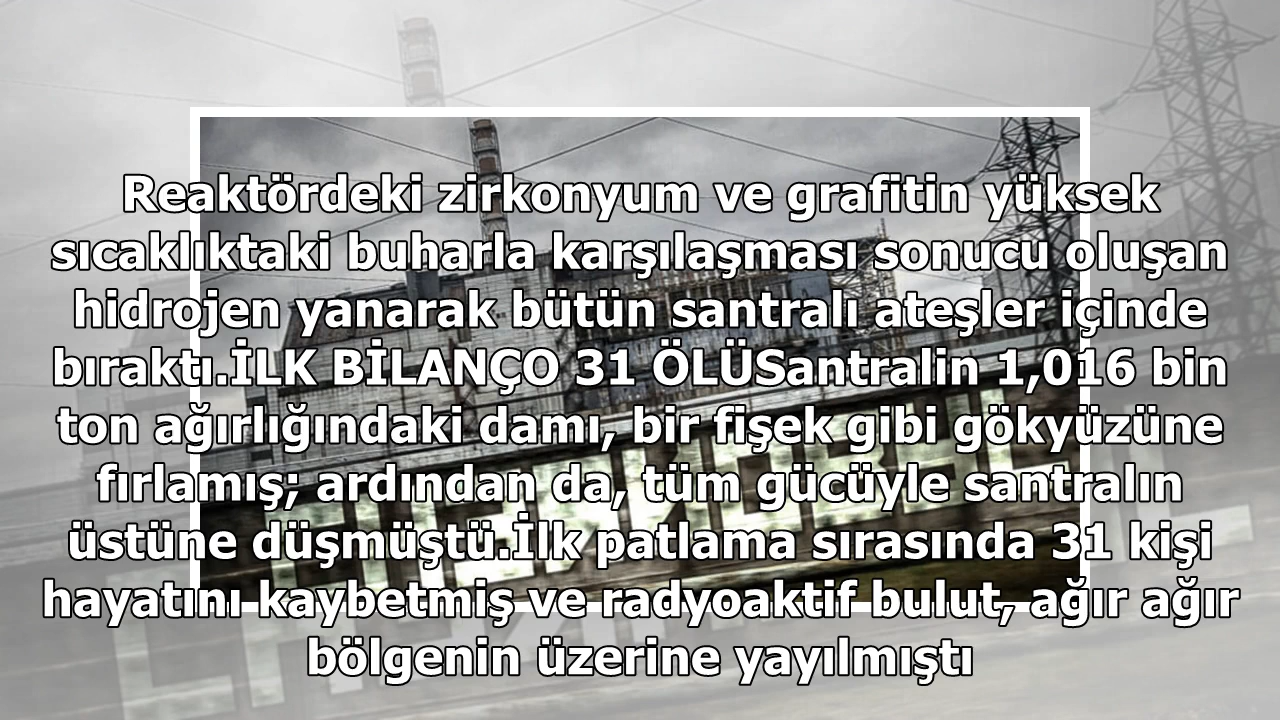 Reaktördeki zirkonyum ve grafitin yüksek
sıcaklıktaki buharla karşılaşması sonucu oluşan
hidrojen yanarak bütün santralı ateşler içinde
bıraktı.İLK BİLANÇO 31 ÖLÜSantralin 1,016 bin
ton ağırlığındaki damı, bir fişek gibi gökyüzüne
fırlamış; ardından da, tüm gücüyle santralın
üstüne düşmüştü.İlk patlama sırasında 31 kişi
hayatını kaybetmiş ve radyoaktif bulut, ağır ağır
bölgenin üzerine yayılmıştı